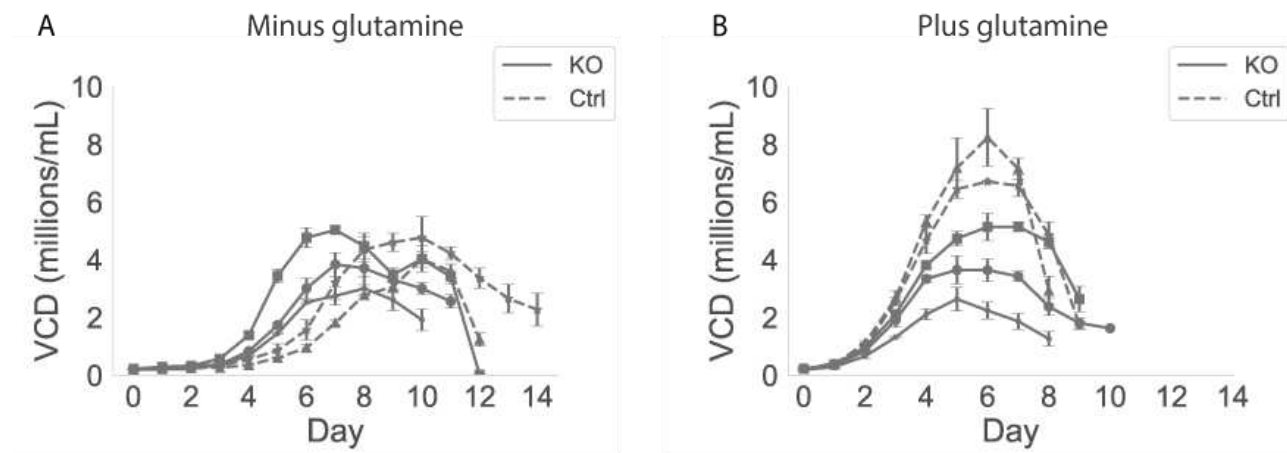 A
Minus glutamine
KO
Ctrl
VCD (millions/mL)
10
8
6
4
2
0
0 2 4 6 8 10 12 14
Day
B
Plus glutamine
KO
Ctrl
VCD (millions/mL)
10
8
6
4
2
0
0 2 4 6 8 10 12 14
Day